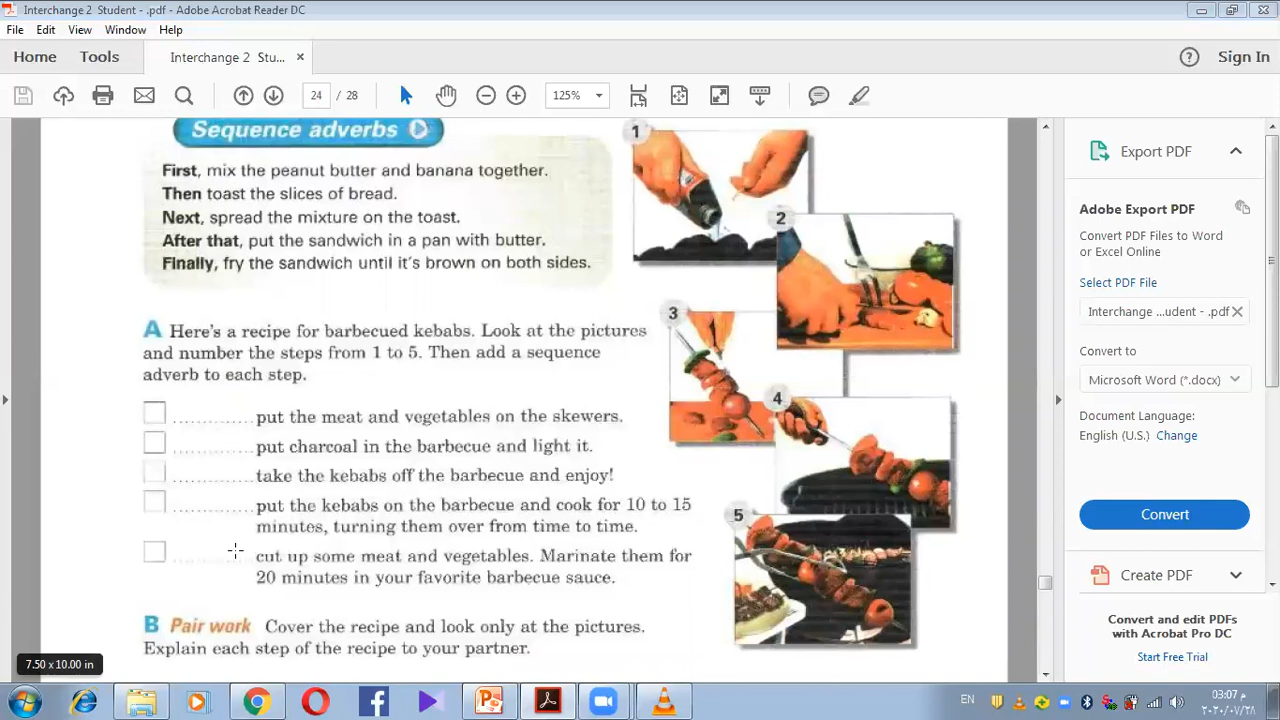 Interchange 2 Student - .pdf - Adobe Acrobat Reader DC
File Edit View Window Help
Home Tools Interchange 2 Stu... × Sign In
24 / 28 125%
Sequence adverbs
First, mix the peanut butter and banana together.
Then toast the slices of bread.
Next, spread the mixture on the toast.
After that, put the sandwich in a pan with butter.
Finally, fry the sandwich until it's brown on both sides.
1
2
3
4
5
A Here's a recipe for barbecued kebabs. Look at the pictures
and number the steps from 1 to 5. Then add a sequence
adverb to each step.
............. put the meat and vegetables on the skewers.
............. put charcoal in the barbecue and light it.
............. take the kebabs off the barbecue and enjoy!
............. put the kebabs on the barbecue and cook for 10 to 15
minutes, turning them over from time to time.
............. cut up some meat and vegetables. Marinate them for
20 minutes in your favorite barbecue sauce.
B Pair work Cover the recipe and look only at the pictures.
Explain each step of the recipe to your partner.
7.50 x 10.00 in
Export PDF
Adobe Export PDF
Convert PDF Files to Word
or Excel Online
Select PDF File
Interchange ...udent - .pdf ×
Convert to
Microsoft Word (*.docx)
Document Language:
English (U.S.) Change
Convert
Create PDF
Convert and edit PDFs
with Acrobat Pro DC
Start Free Trial
EN
م 03:07
٢٠٢٠/٠٧/٢٨